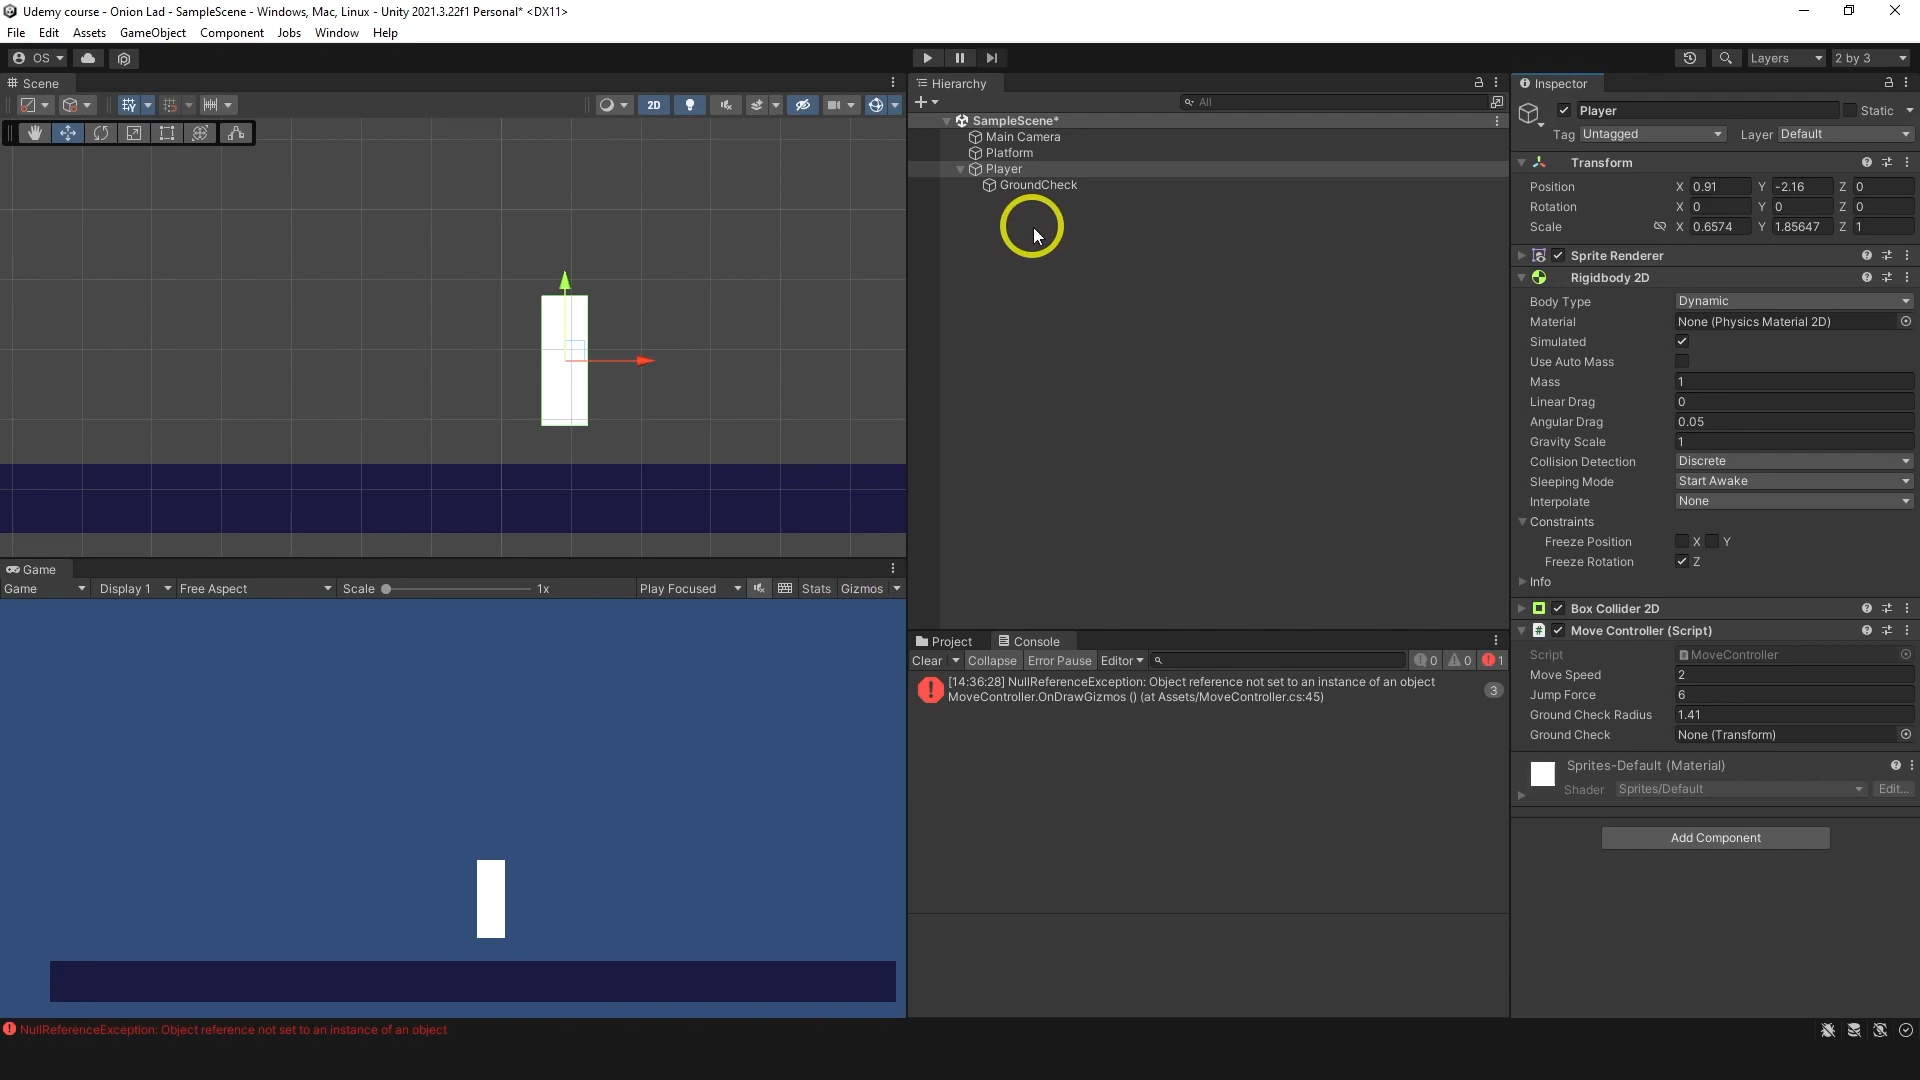 Udemy course - Onion Lad - SampleScene - Windows, Mac, Linux - Unity 2021.3.22f1 Personal* <DX11>
File Edit Assets GameObject Component Jobs Window Help
OS Layers 2 by 3
Scene
2D
Hierarchy
All
SampleScene*
Main Camera
Platform
Player
GroundCheck
Inspector
Player Static
Tag Untagged Layer Default
Transform
Position X 0.91 Y -2.16 Z 0
Rotation X 0 Y 0 Z 0
Scale X 0.6574 Y 1.85647 Z 1
Sprite Renderer
Rigidbody 2D
Body Type Dynamic
Material None (Physics Material 2D)
Simulated
Use Auto Mass
Mass 1
Linear Drag 0
Angular Drag 0.05
Gravity Scale 1
Collision Detection Discrete
Sleeping Mode Start Awake
Interpolate None
Constraints
Freeze Position X Y
Freeze Rotation Z
Info
Box Collider 2D
Move Controller (Script)
Script MoveController
Move Speed 2
Jump Force 6
Ground Check Radius 1.41
Ground Check None (Transform)
Sprites-Default (Material)
Shader Sprites/Default Edit...
Add Component
Game
Game Display 1 Free Aspect Scale 1x Play Focused Stats Gizmos
Project Console
Clear Collapse Error Pause Editor 0 0 1
[14:36:28] NullReferenceException: Object reference not set to an instance of an object
MoveController.OnDrawGizmos () (at Assets/MoveController.cs:45)
3
NullReferenceException: Object reference not set to an instance of an object